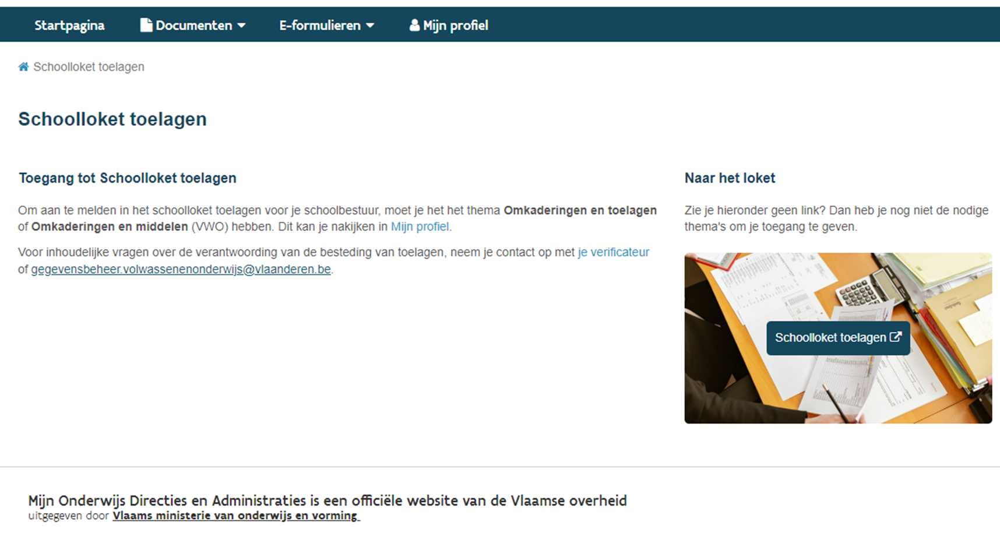 Startpagina
Documenten
E-formulieren
Mijn profiel
Schoolloket toelagen
Schoolloket toelagen
Toegang tot Schoolloket toelagen
Om aan te melden in het schoolloket toelagen voor je schoolbestuur, moet je het het thema Omkaderingen en toelagen
of Omkaderingen en middelen (VWO) hebben. Dit kan je nakijken in Mijn profiel.
Voor inhoudelijke vragen over de verantwoording van de besteding van toelagen, neem je contact op met je verificateur
of gegevensbeheer.volwassenenonderwijs@vlaanderen.be.
Naar het loket
Zie je hieronder geen link? Dan heb je nog niet de nodige
thema's om je toegang te geven.
Schoolloket toelagen
Mijn Onderwijs Directies en Administraties is een officiële website van de Vlaamse overheid
uitgegeven door Vlaams ministerie van onderwijs en vorming